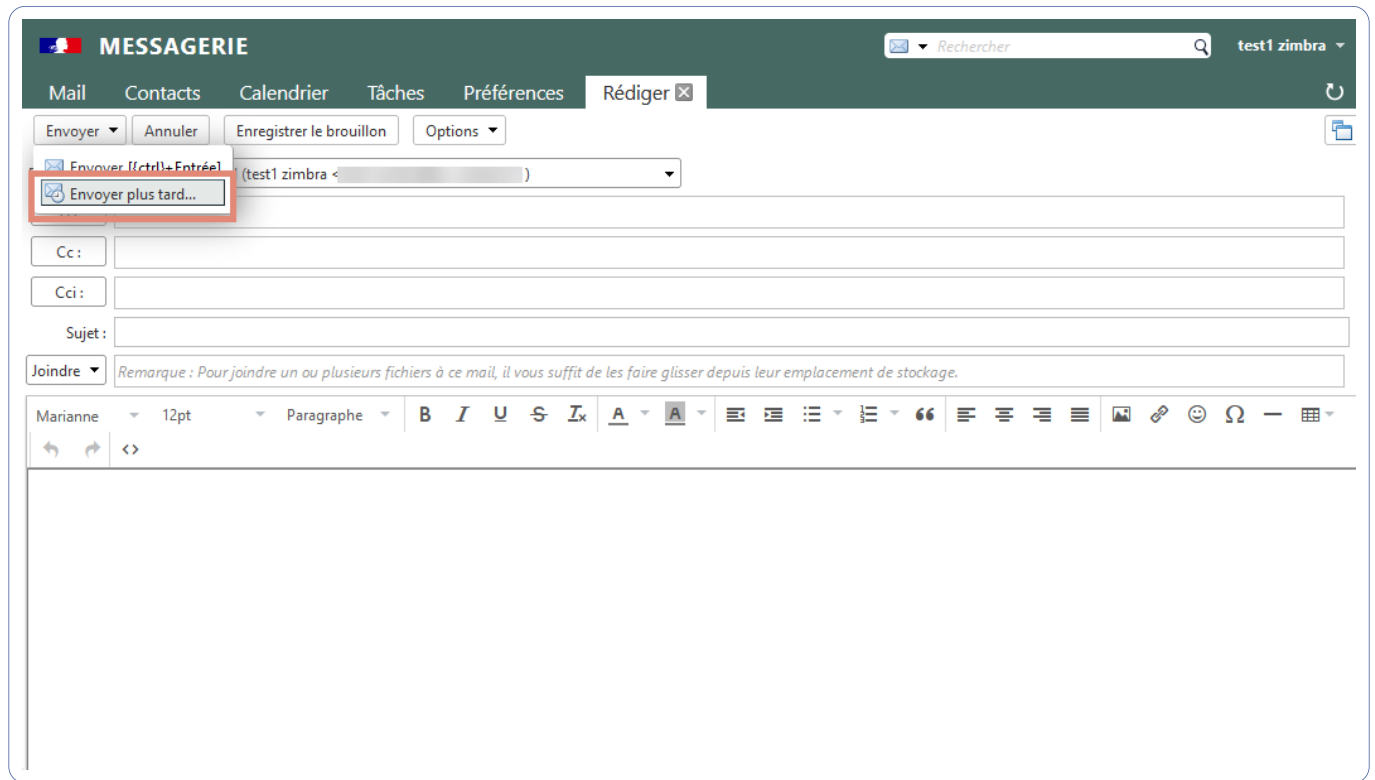 MESSAGERIE
Rechercher
test1 zimbra
Mail Contacts Calendrier Tâches Préférences Rédiger
Envoyer Annuler Enregistrer le brouillon Options
Envoyer [{ctrl}+Entrée]
(test1 zimbra < )
Envoyer plus tard...
Cc :
Cci :
Sujet :
Joindre Remarque : Pour joindre un ou plusieurs fichiers à ce mail, il vous suffit de les faire glisser depuis leur emplacement de stockage.
Marianne 12pt Paragraphe B I U S Tx A A